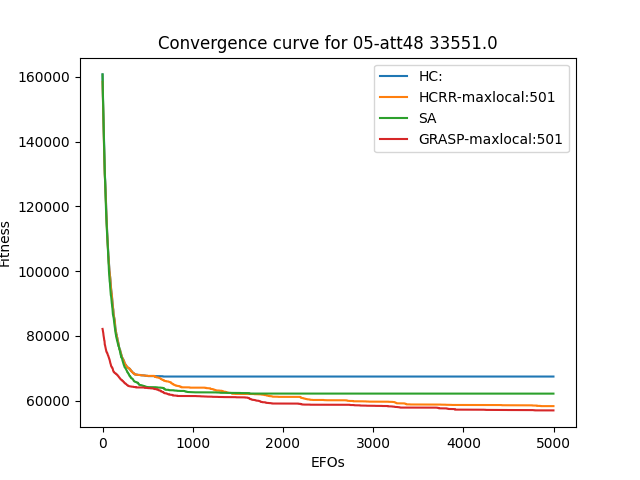 Convergence curve for 05-att48 33551.0
HC:
HCRR-maxlocal:501
SA
GRASP-maxlocal:501
160000
140000
120000
100000
80000
60000
Fitness
0
1000
2000
3000
4000
5000
EFOs